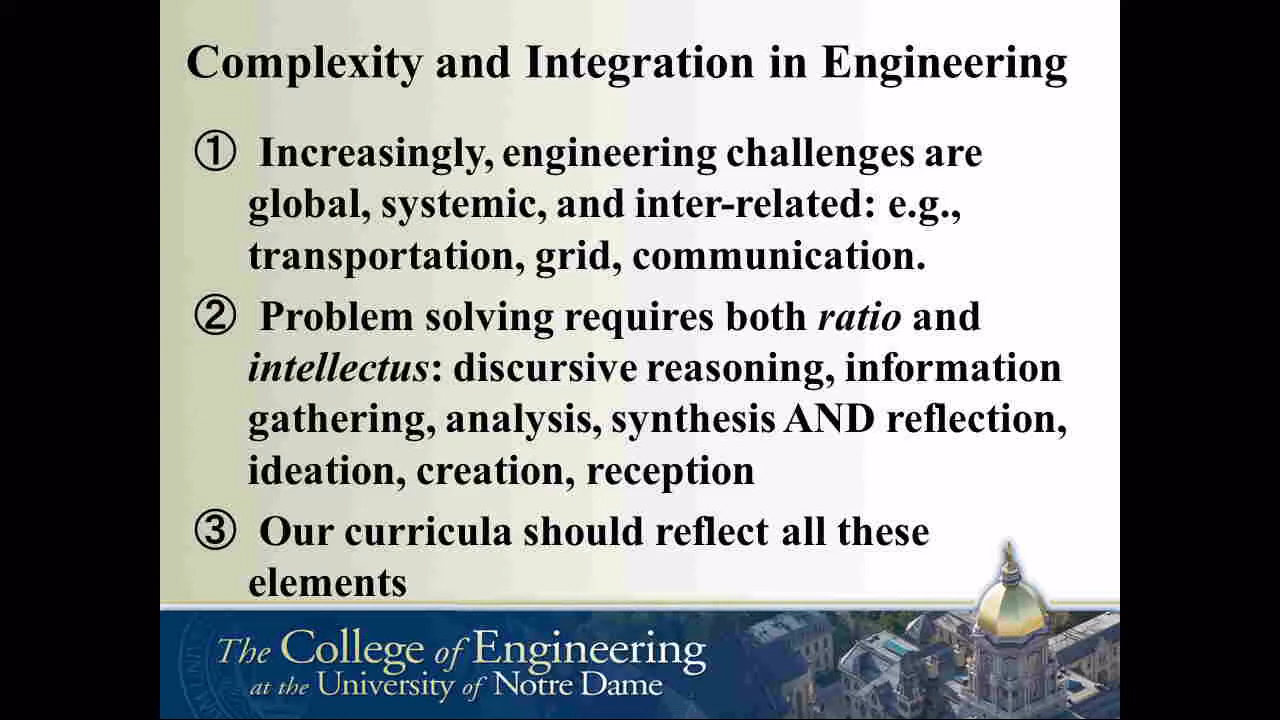 Complexity and Integration in Engineering
① Increasingly, engineering challenges are
global, systemic, and inter-related: e.g.,
transportation, grid, communication.
② Problem solving requires both ratio and
intellectus: discursive reasoning, information
gathering, analysis, synthesis AND reflection,
ideation, creation, reception
③ Our curricula should reflect all these
elements
The College of Engineering
at the University of Notre Dame